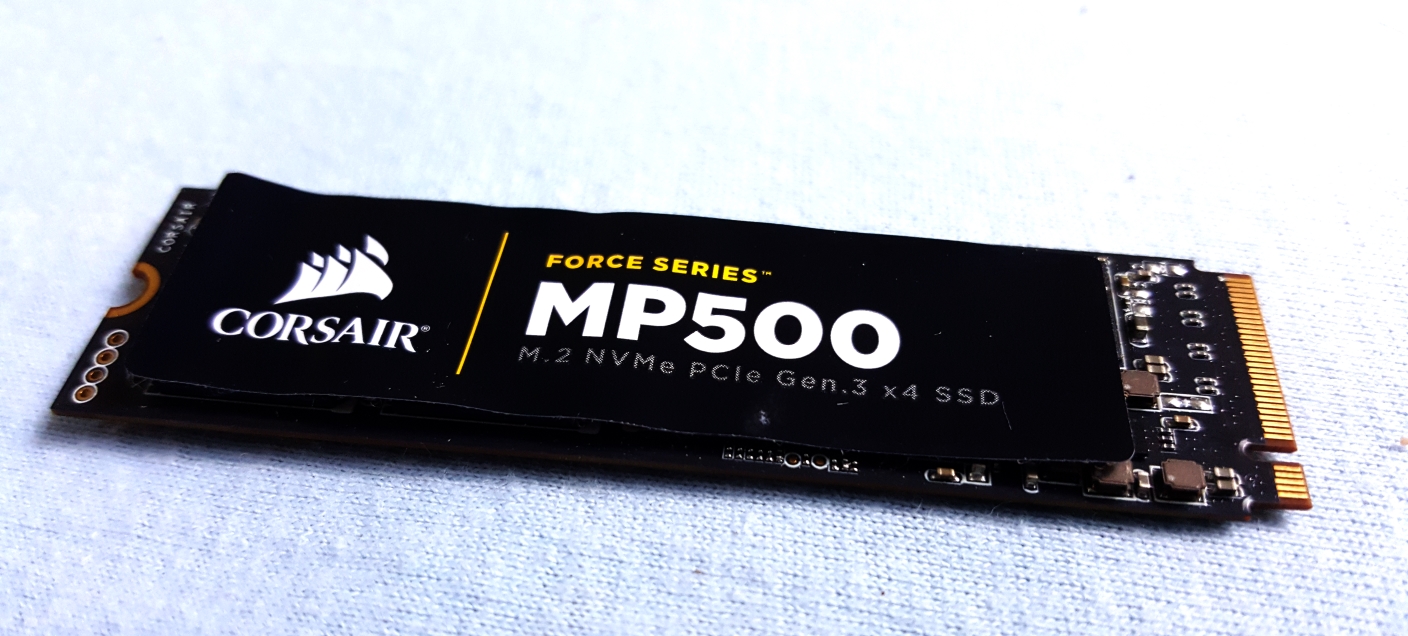 CORSAIR
CORSAIR®
FORCE SERIES™
MP500
M.2 NVMe PCIe Gen.3 x4 SSD